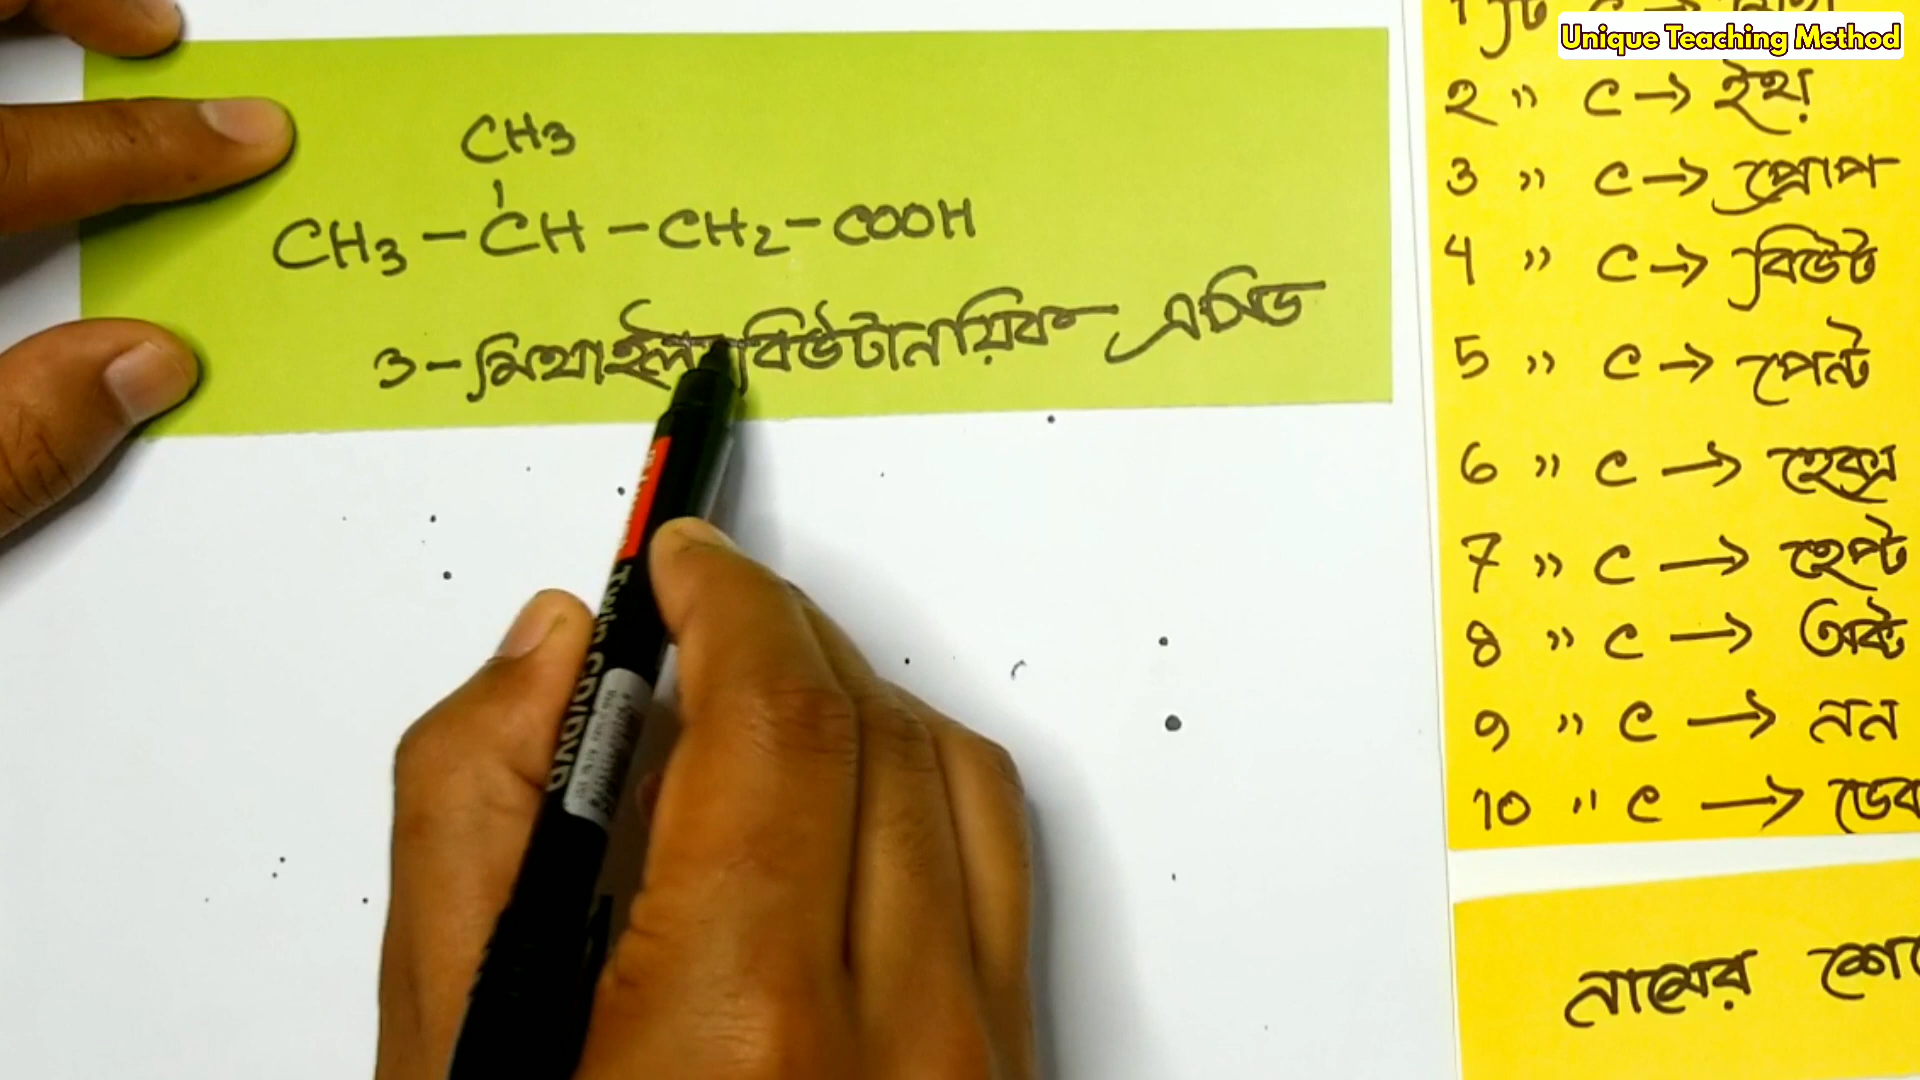 CH3
CH3 - CH - CH2 - COOH
3 - মিথাইল বিউটানয়িক এসিড
Unique Teaching Method
2 " C → ইথ
3 " C → প্রোপ
4 " C → বিউট
5 " C → পেন্ট
6 " C → হেক্স
7 " C → হেপ্ট
8 " C → অক্ট
9 " C → নন
10 " C →
নামের